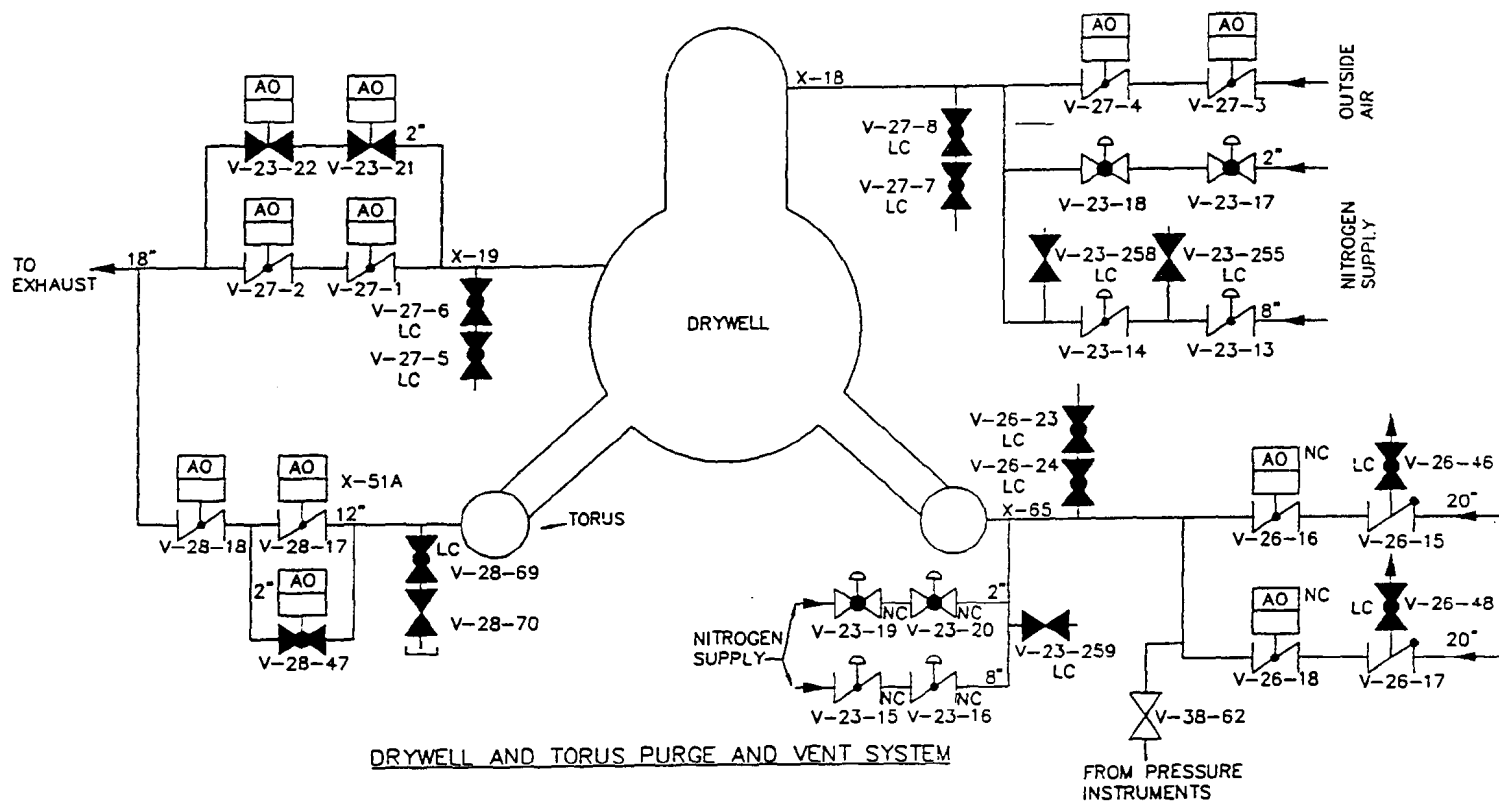 AO
AO
AO
AO
2"
V-23-22
V-23-21
AO
AO
18"
TO
EXHAUST
V-27-2
V-27-1
X-19
V-27-6
LC
V-27-5
LC
X-18
V-27-4
V-27-3
OUTSIDE
AIR
V-27-8
LC
V-27-7
LC
2"
V-23-18
V-23-17
NITROGEN
SUPPLY
V-23-258
LC
V-23-255
LC
8"
V-23-14
V-23-13
DRYWELL
AO
AO
X-51A
12"
V-28-18
V-28-17
TORUS
LC
V-28-69
2"
AO
V-28-70
V-28-47
V-26-23
LC
V-26-24
LC
X-65
AO
NC
LC
V-26-46
20"
V-26-16
V-26-15
2"
NC
NC
V-23-19
V-23-20
NITROGEN
SUPPLY
V-23-259
LC
8"
NC
NC
V-23-15
V-23-16
AO
NC
LC
V-26-48
20"
V-26-18
V-26-17
V-38-62
FROM PRESSURE
INSTRUMENTS
DRYWELL AND TORUS PURGE AND VENT SYSTEM